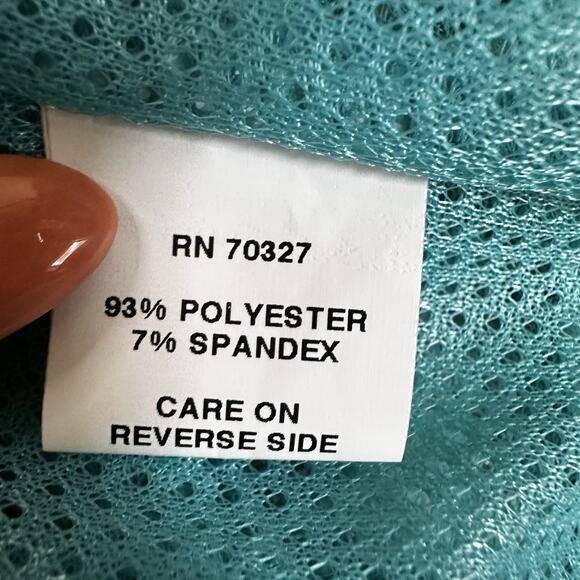 RN 70327
93% POLYESTER
7% SPANDEX
CARE ON
REVERSE SIDE